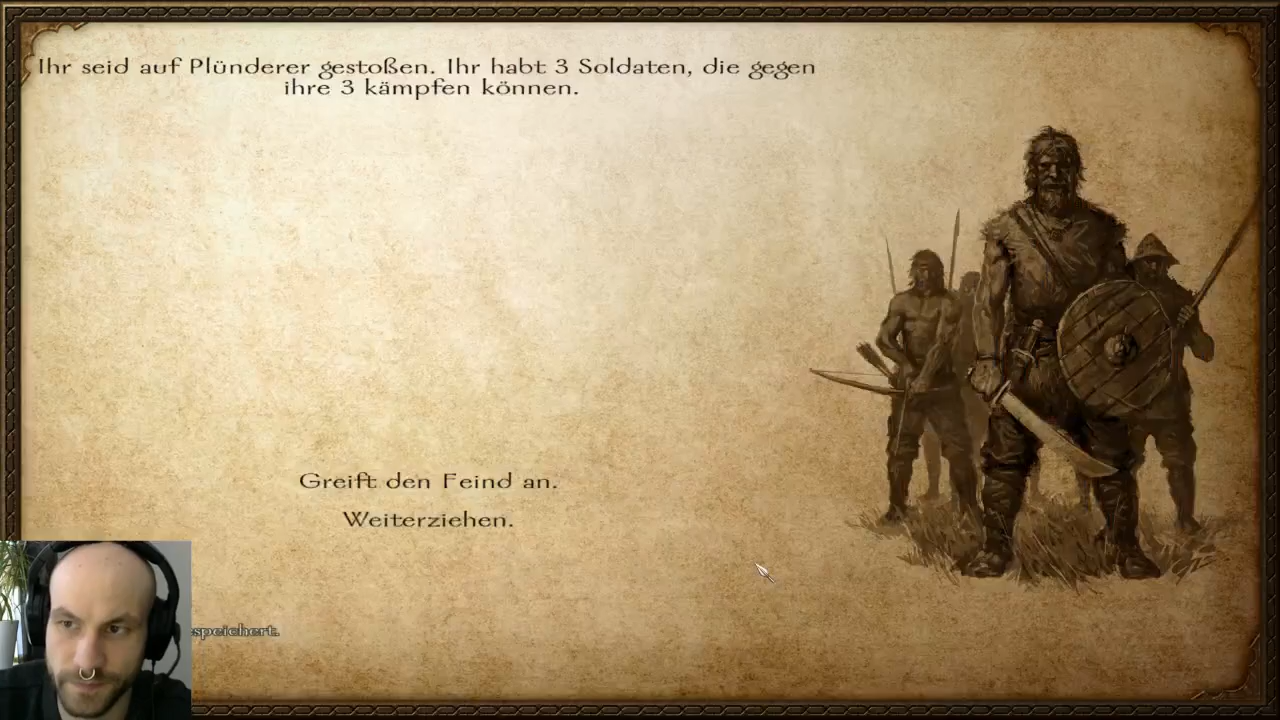 Ihr seid auf Plünderer gestoßen. Ihr habt 3 Soldaten, die gegen
ihre 3 kämpfen können.
Greift den Feind an.
Weiterziehen.
speichert.